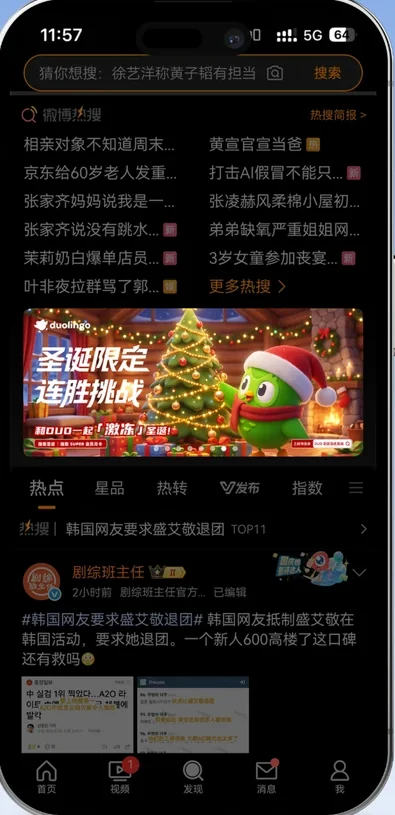 11:57
5G 64
猜你想搜：徐艺洋称黄子韬有担当
搜索
微博热搜
热搜简报 >
相亲对象不知道周末...
黄宣官宣当爸 热
京东给60岁老人发重...
打击AI假冒不能只... 新
张家齐妈妈说我是一...
张凌赫风柔棉小屋初...
张家齐说没有跳水... 新
弟弟缺氧严重姐姐网...
茉莉奶白爆单店员... 新
3岁女童参加丧宴... 新
叶非夜拉群骂了郭...
更多热搜 >
duolingo
圣诞限定
连胜挑战
和DUO一起「激冻」圣诞!
热点
星品
热转
发布
指数
热搜 | 韩国网友要求盛艾敬退团 TOP11
剧综班主任 II
2小时前 剧综班主任官方... 已编辑
#韩国网友要求盛艾敬退团# 韩国网友抵制盛艾敬在
韩国活动，要求她退团。一个新人600高楼了这口碑
还有救吗
1
首页
视频
发现
消息
我